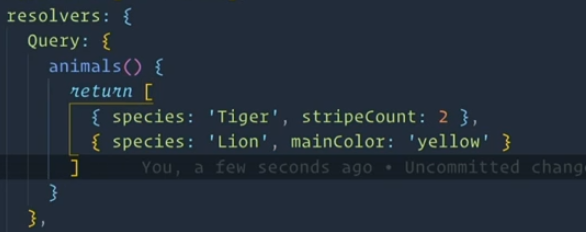 resolvers: {
Query: {
animals() {
return [
{ species: 'Tiger', stripeCount: 2 },
{ species: 'Lion', mainColor: 'yellow' }
] You, a few seconds ago • Uncommitted chang
}
},